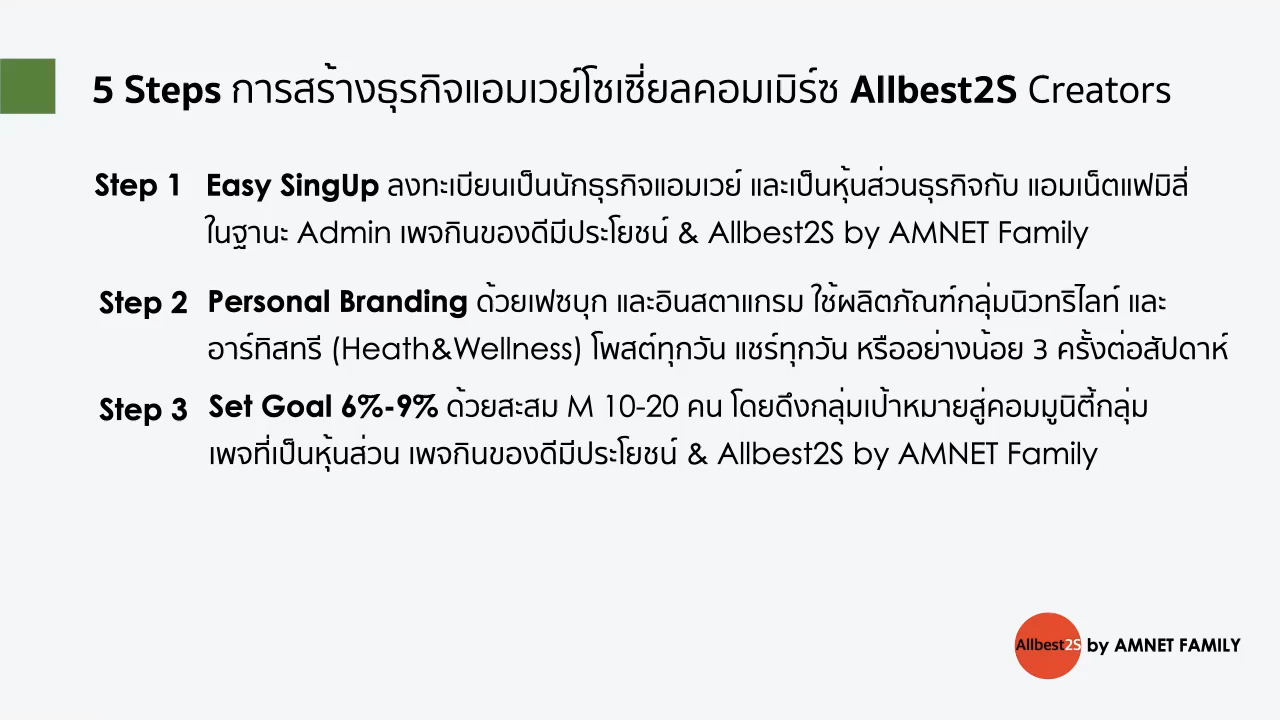 5 Steps การสร้างธุรกิจแอมเวย์โซเซี่ยลคอมเมิร์ซ Allbest2S Creators
Step 1 Easy SingUp ลงทะเบียนเป็นนักธุรกิจแอมเวย์ และเป็นหุ้นส่วนธุรกิจกับ แอมเน็ตแฟมิลี่
ในฐานะ Admin เพจกินของดีมีประโยชน์ & Allbest2S by AMNET Family
Step 2 Personal Branding ด้วยเฟซบุก และอินสตาแกรม ใช้ผลิตภัณฑ์กลุ่มนิวทริไลท์ และ
อาร์ทิสทรี (Heath&Wellness) โพสต์ทุกวัน แชร์ทุกวัน หรืออย่างน้อย 3 ครั้งต่อสัปดาห์
Step 3 Set Goal 6%-9% ด้วยสะสม M 10-20 คน โดยดึงกลุ่มเป้าหมายสู่คอมมูนิตี้กลุ่ม
เพจที่เป็นหุ้นส่วน เพจกินของดีมีประโยชน์ & Allbest2S by AMNET Family
Allbest2S by AMNET FAMILY